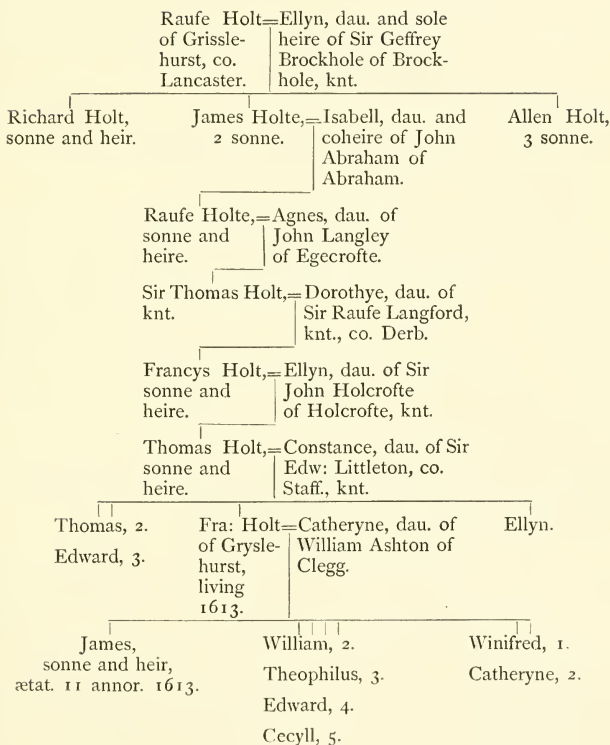 Raufe Holt=Ellyn, dau. and sole
of Grissle- heire of Sir Geffrey
hurst, co. Brockhole of Brock-
Lancaster. hole, knt.
Richard Holt, James Holte,=Isabell, dau. and Allen Holt,
sonne and heir. 2 sonne. coheire of John 3 sonne.
Abraham of
Abraham.
Raufe Holte,=Agnes, dau. of
sonne and John Langley
heire. of Egecrofte.
Sir Thomas Holt,=Dorothye, dau. of
knt. Sir Raufe Langford,
knt., co. Derb.
Francys Holt,=Ellyn, dau. of Sir
sonne and John Holcrofte
heire. of Holcrofte, knt.
Thomas Holt,=Constance, dau. of Sir
sonne and Edw: Littleton, co.
heire. Staff., knt.
Thomas, 2. Fra: Holt=Catheryne, dau. of Ellyn.
Edward, 3. of Grysle- William Ashton of
hurst, Clegg.
living
1613.
James, William, 2. Winifred, 1.
sonne and heir, Theophilus, 3. Catheryne, 2.
ætat. 11 annor. 1613.
Edward, 4.
Cecyll, 5.